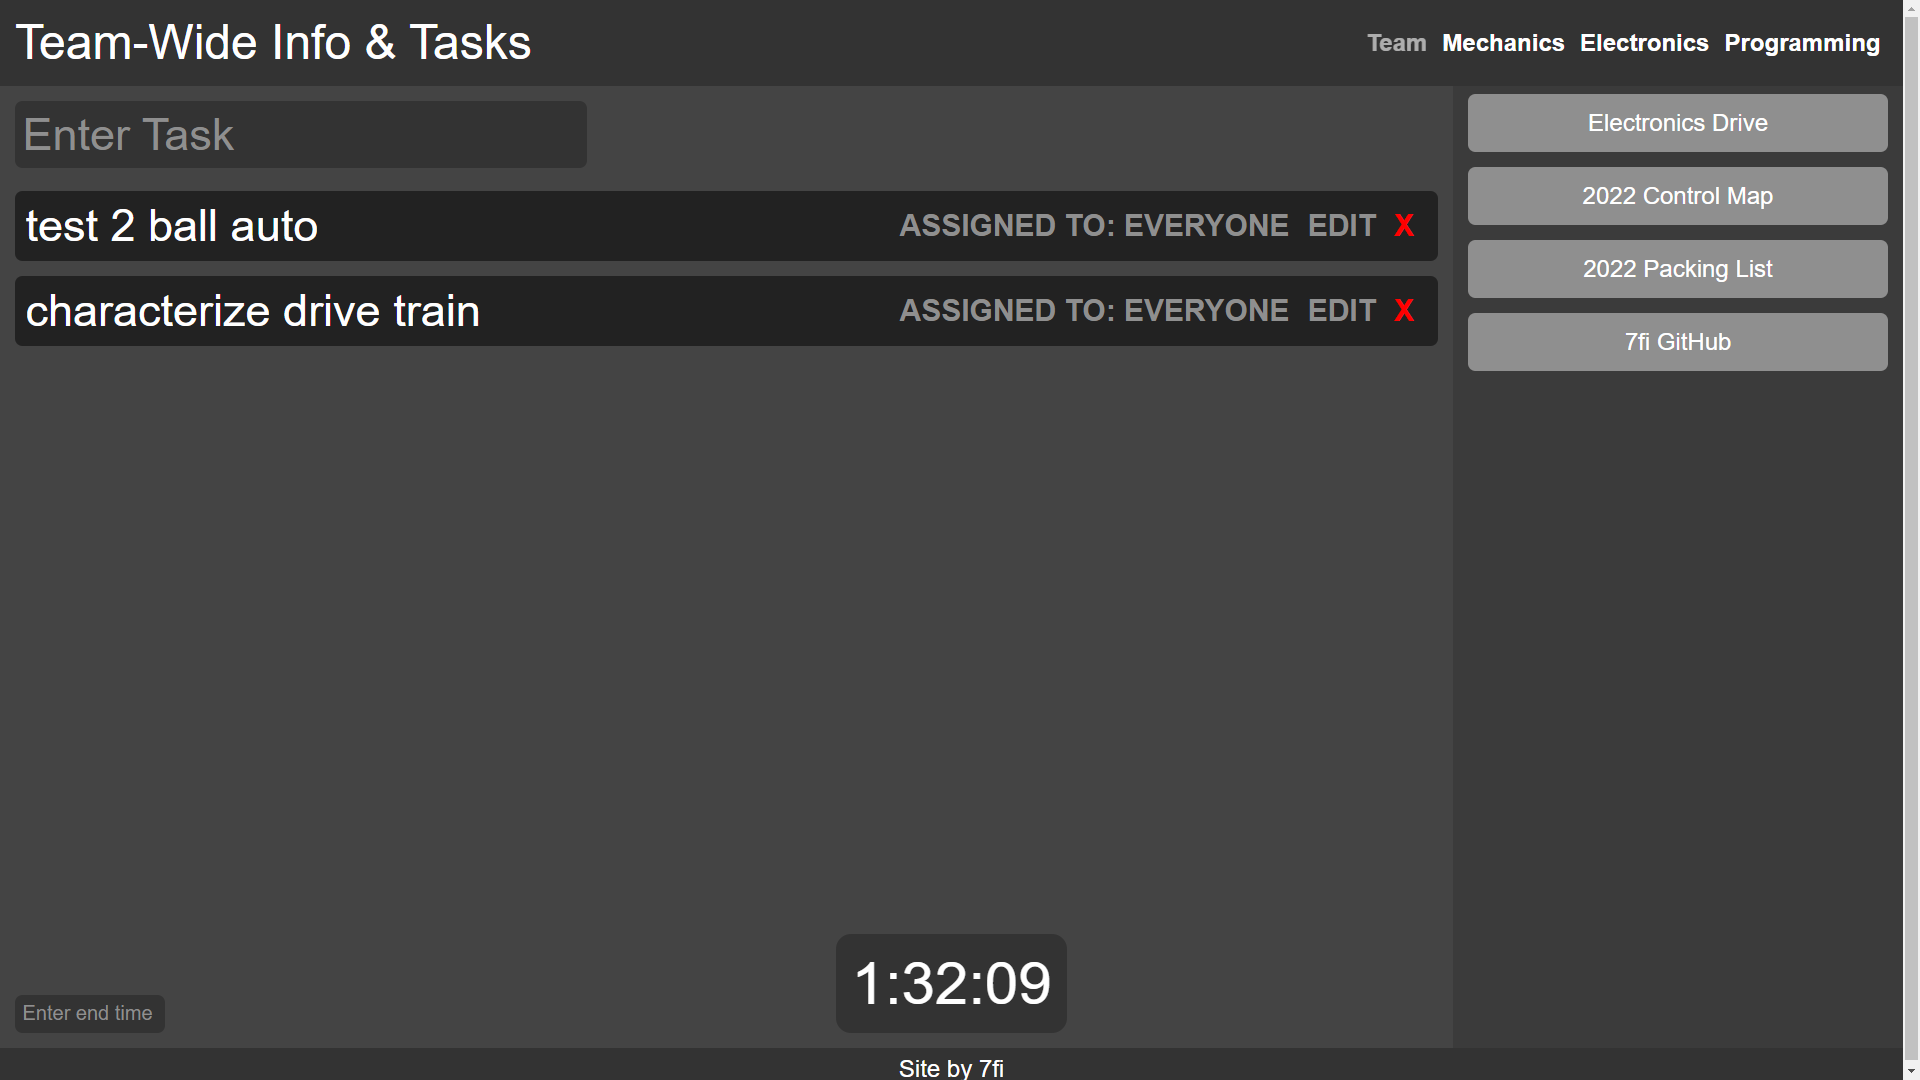 Team-Wide Info & Tasks
Team Mechanics Electronics Programming
Enter Task
test 2 ball auto ASSIGNED TO: EVERYONE EDIT X
characterize drive train ASSIGNED TO: EVERYONE EDIT X
Electronics Drive
2022 Control Map
2022 Packing List
7fi GitHub
1:32:09
Enter end time
Site by 7fi